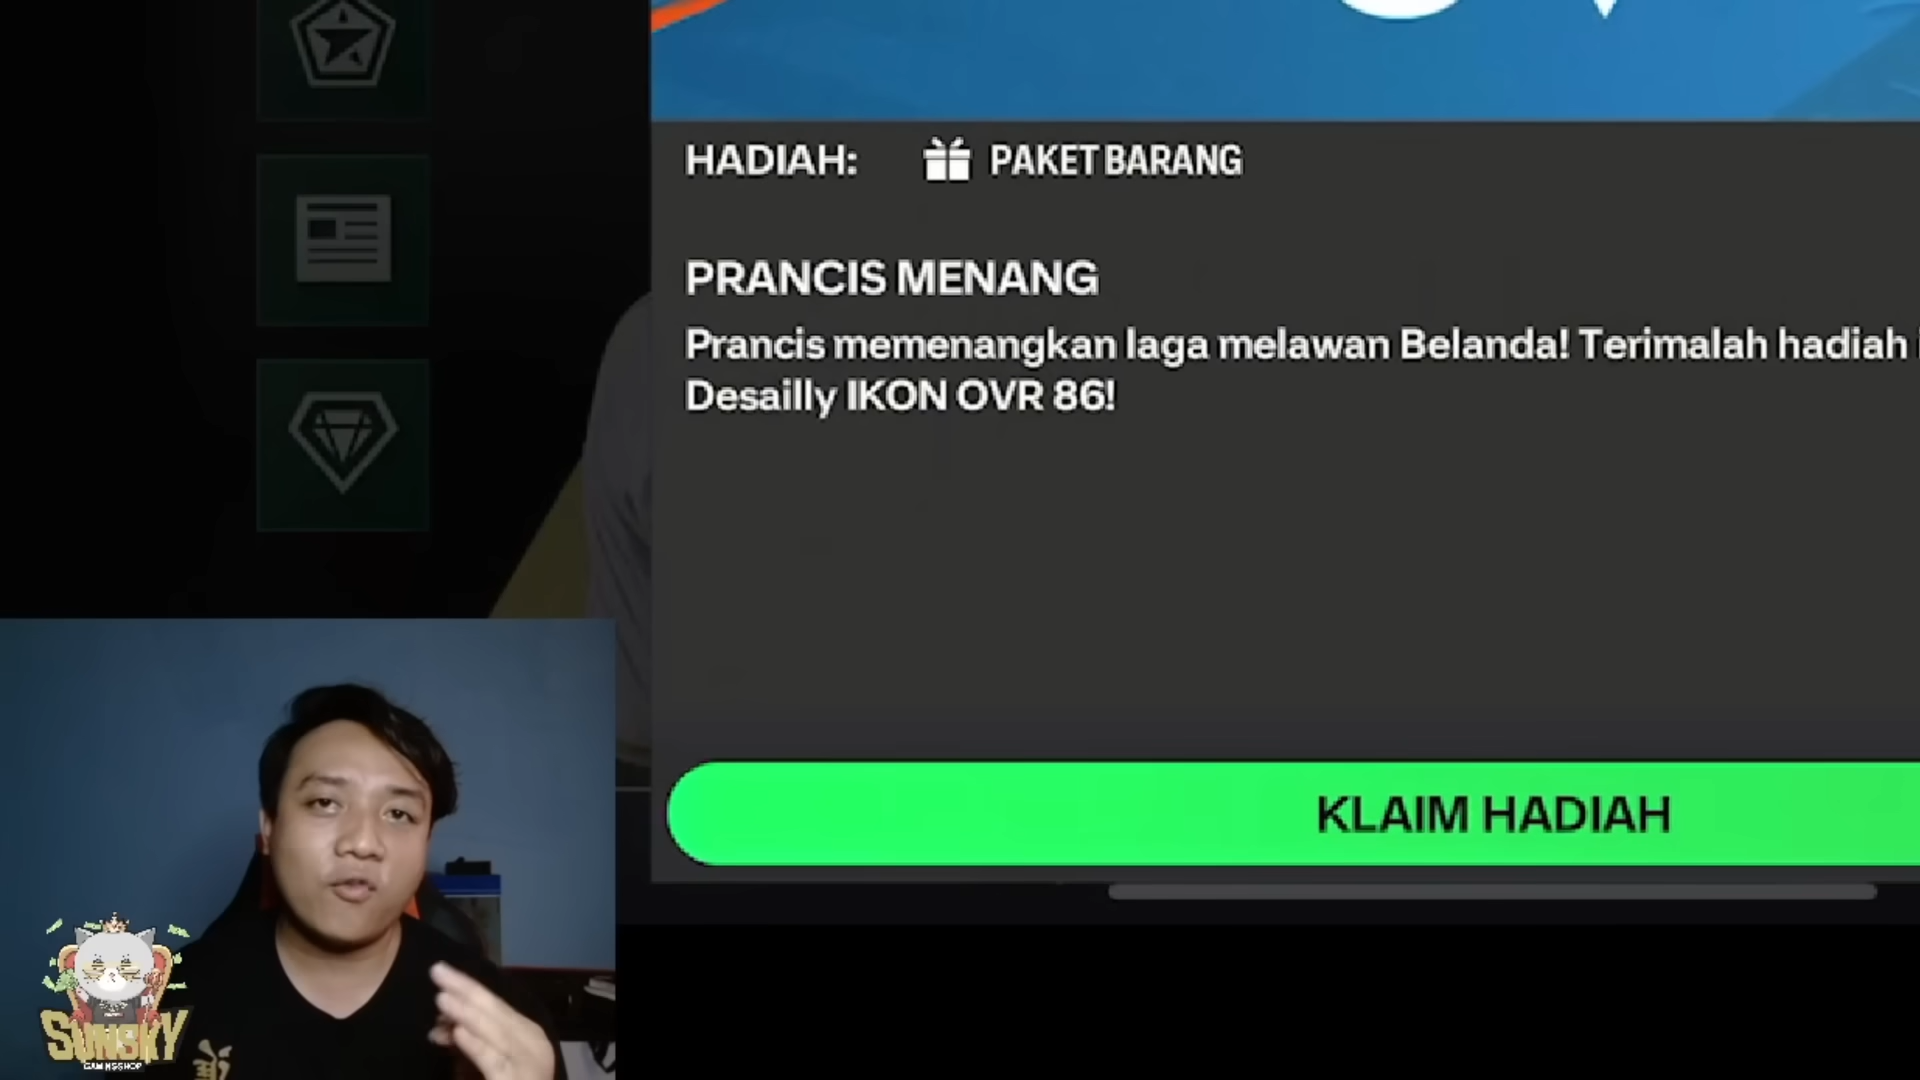 HADIAH: PAKET BARANG
PRANCIS MENANG
Prancis memenangkan laga melawan Belanda! Terimalah hadiah
Desailly IKON OVR 86!
KLAIM HADIAH
SUNSKY
GAMINGSHOP